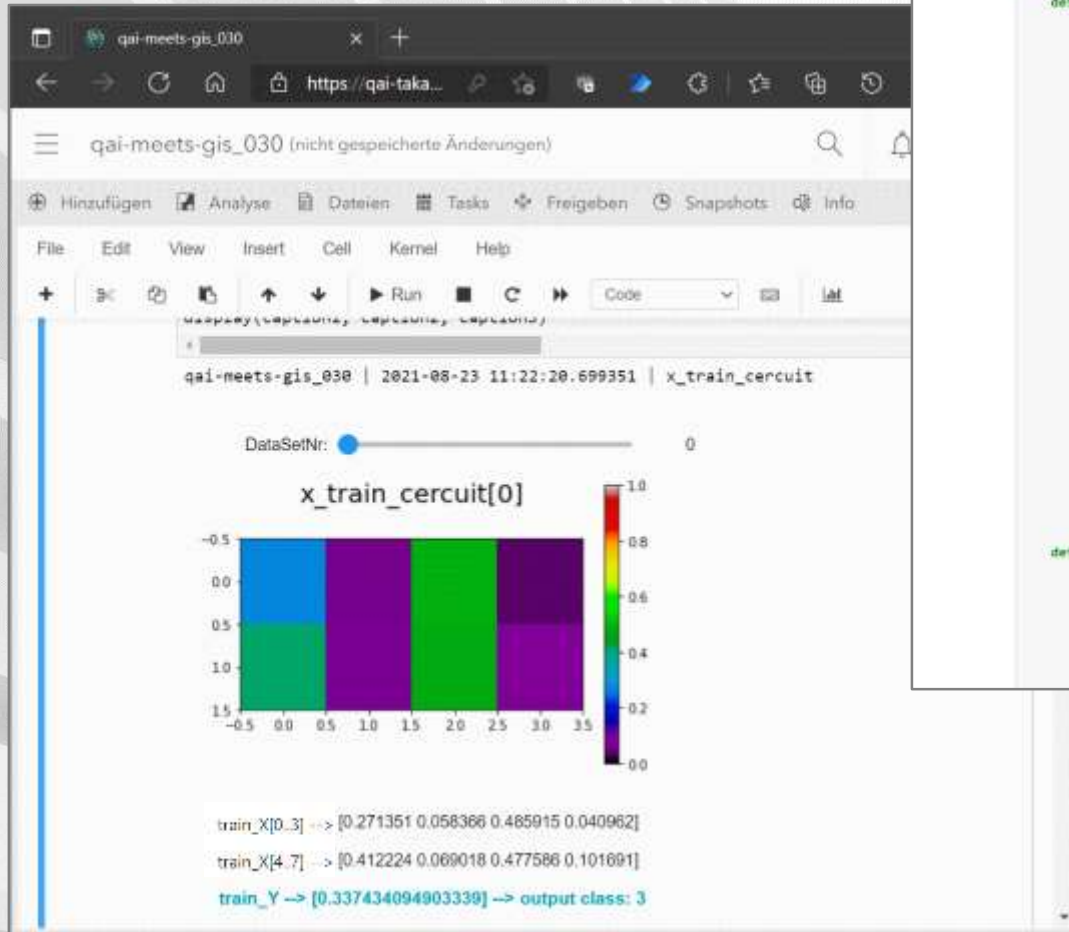 qai-meets-gis_030
https://qai-taka...
qai-meets-gis_030 (nicht gespeicherte Änderungen)
Hinzufügen Analyse Dateien Tasks Freigeben Snapshots Info
File Edit View Insert Cell Kernel Help
Run Code
display(caption1, caption2, caption3)
qai-meets-gis_030 | 2021-08-23 11:22:20.699351 | x_train_cercuit
DataSetNr: 0
x_train_cercuit[0]
1.0
0.8
0.6
0.4
0.2
0.0
-0.5
0.0
0.5
1.0
1.5
-0.5 0.0 0.5 1.0 1.5 2.0 2.5 3.0 3.5
train_X[0..3] --> [0.271351 0.058366 0.465915 0.040962]
train_X[4..7] --> [0.412224 0.069018 0.477586 0.101691]
train_Y --> [0.337434094903339] --> output class: 3